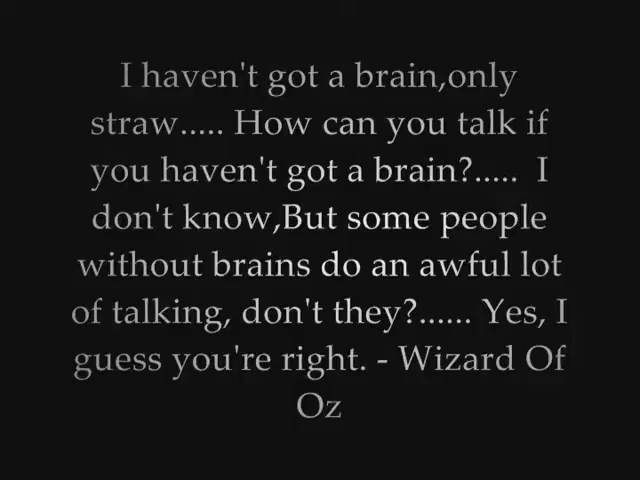 I haven't got a brain,only
straw..... How can you talk if
you haven't got a brain?.....  I
don't know,But some people
without brains do an awful lot
of talking, don't they?...... Yes, I
guess you're right. - Wizard Of
Oz